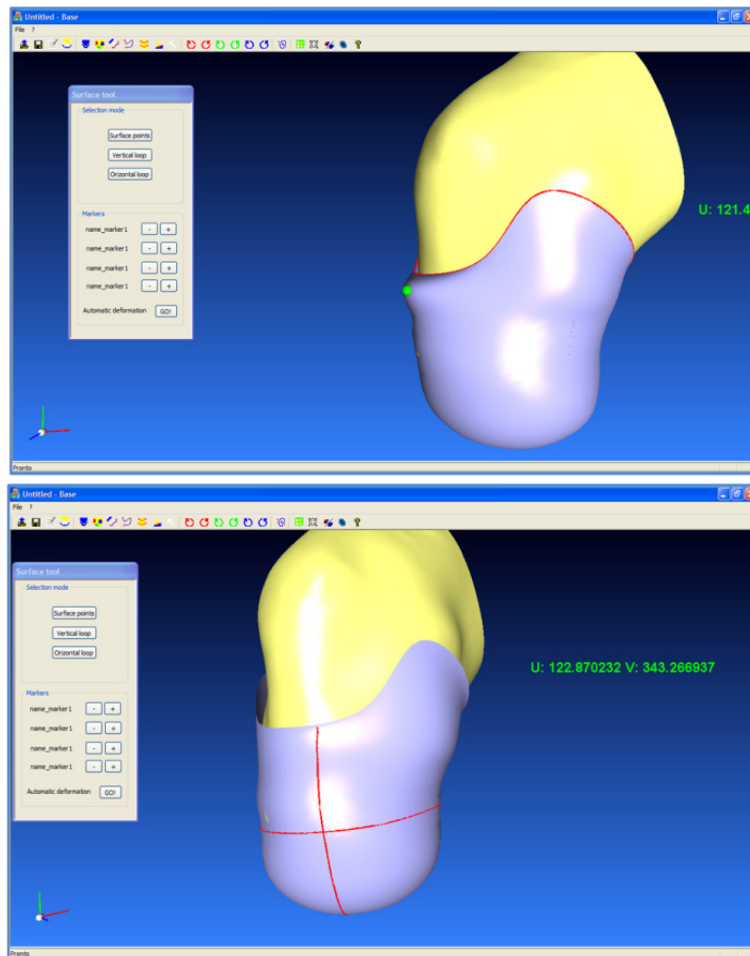 Untitled - Base
File ?
Surface tool
Selection mode
Surface points
Vertical loop
Orizontal loop
Markers
name_marker1 - +
name_marker1 - +
name_marker1 - +
name_marker1 - +
Automatic deformation GO!
U: 121.4
Pronto
Untitled - Base
File ?
Surface tool
Selection mode
Surface points
Vertical loop
Orizontal loop
U: 122.870232 V: 343.266937
Markers
name_marker1 - +
name_marker1 - +
name_marker1 - +
name_marker1 - +
Automatic deformation GO!
Pronto